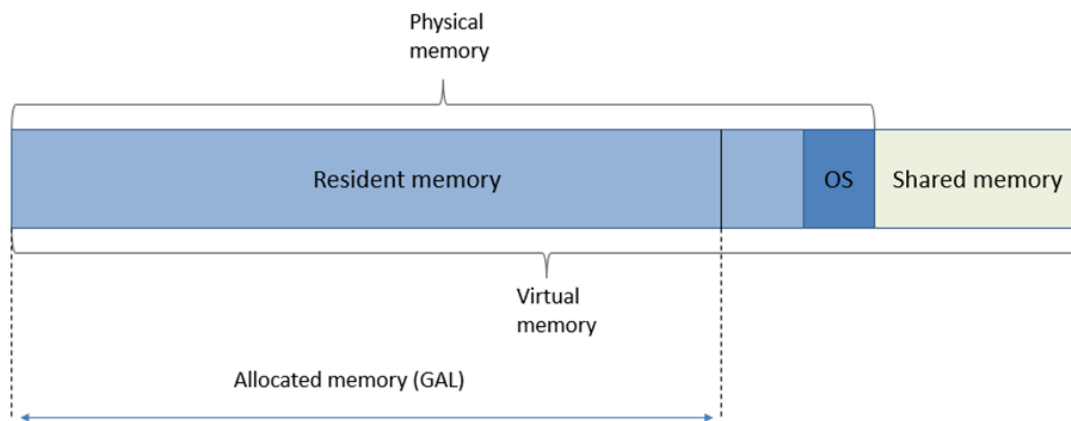 Physical
memory
Resident memory
OS
Shared memory
Virtual
memory
Allocated memory (GAL)